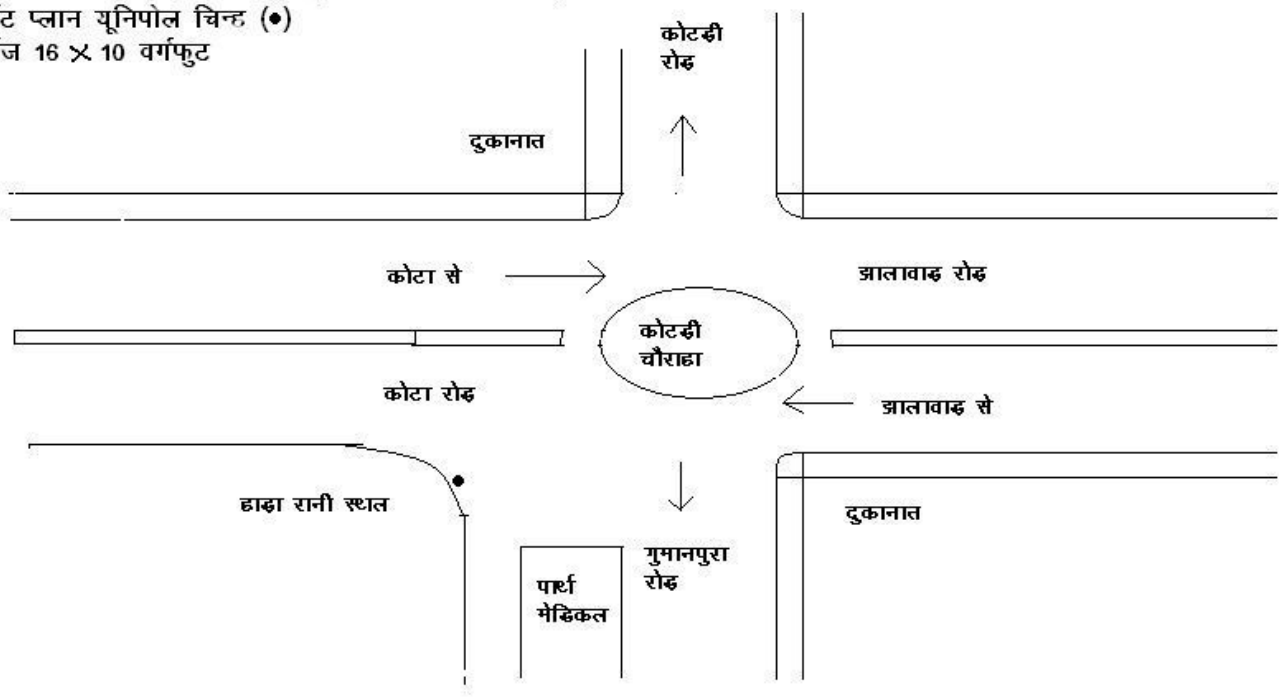 प्लान यूनिपोल चिन्ह (●)
16 X 10 वर्गफुट
कोटडी
रोड
दुकानात
कोटा से
झालावाड रोड
कोटडी
चौराहा
कोटा रोड
झालावाड से
हाडा रानी स्थल
दुकानात
गुमानपुरा
रोड
पार्थ
मेडिकल